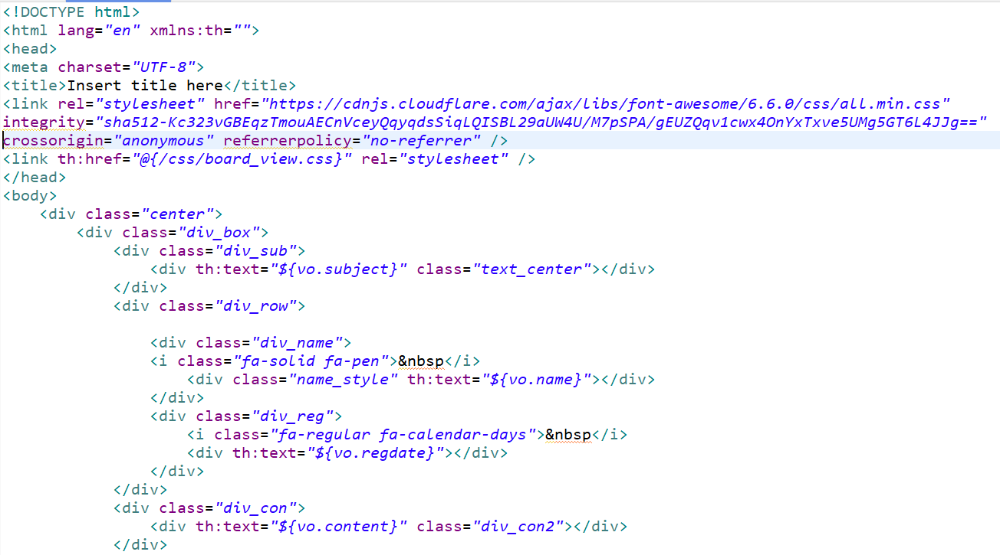 <!DOCTYPE html>
<html lang="en" xmlns:th="">
<head>
<meta charset="UTF-8">
<title>Insert title here</title>
<link rel="stylesheet" href="https://cdnjs.cloudflare.com/ajax/libs/font-awesome/6.6.0/css/all.min.css"
integrity="sha512-Kc323vGBEqzTmouAECnVceyQqyqdsSiqLQISBL29aUW4U/M7pSPA/gEUZQqv1cwx4OnYxTxve5UMg5GT6L4JJg=="
crossorigin="anonymous" referrerpolicy="no-referrer" />
<link th:href="@{/css/board_view.css}" rel="stylesheet" />
</head>
<body>
    <div class="center">
        <div class="div_box">
            <div class="div_sub">
                <div th:text="${vo.subject}" class="text_center"></div>
            </div>
            <div class="div_row">

                <div class="div_name">
                <i class="fa-solid fa-pen">&nbsp</i>
                    <div class="name_style" th:text="${vo.name}"></div>
                </div>
                <div class="div_reg">
                    <i class="fa-regular fa-calendar-days">&nbsp</i>
                    <div th:text="${vo.regdate}"></div>
                </div>
            </div>
            <div class="div_con">
                <div th:text="${vo.content}" class="div_con2"></div>
            </div>